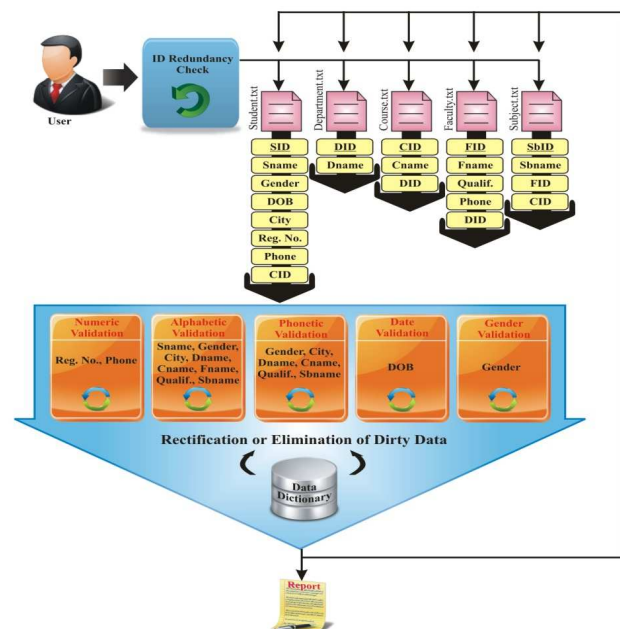 User
ID Redundancy
Check
Student.txt
Department.txt
Course.txt
Faculty.txt
Subject.txt
SID
Sname
Gender
DOB
City
Reg. No.
Phone
CID
DID
Dname
CID
Cname
DID
FID
Fname
Qualif.
Phone
DID
SbID
Sbname
FID
CID
Numeric
Validation
Reg. No., Phone
Alphabetic
Validation
Sname, Gender,
City, Dname,
Cname, Fname,
Qualif., Sbname
Phonetic
Validation
Gender, City,
Dname, Cname,
Qualif., Sbname
Date
Validation
DOB
Gender
Validation
Gender
Rectification or Elimination of Dirty Data
Data
Dictionary
Report